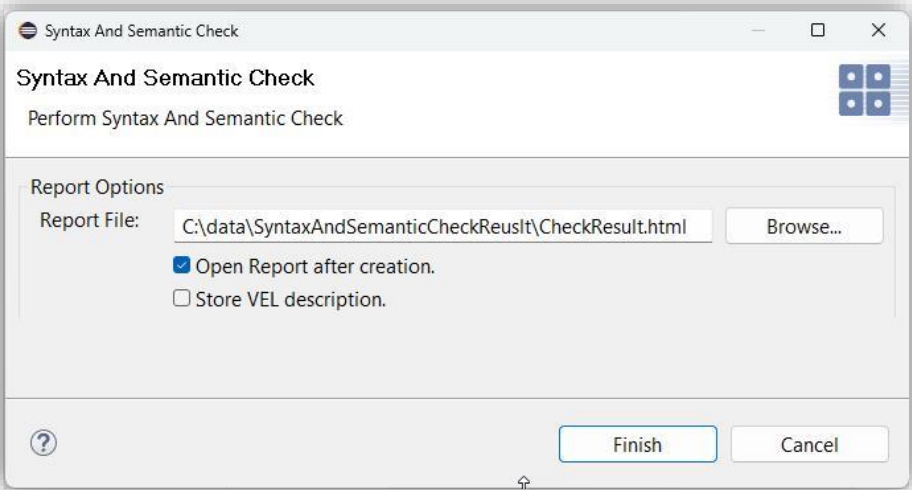 Syntax And Semantic Check
Syntax And Semantic Check
Perform Syntax And Semantic Check
Report Options
Report File: C:\data\SyntaxAndSemanticCheckReuslt\CheckResult.html Browse...
Open Report after creation.
Store VEL description.
? Finish Cancel